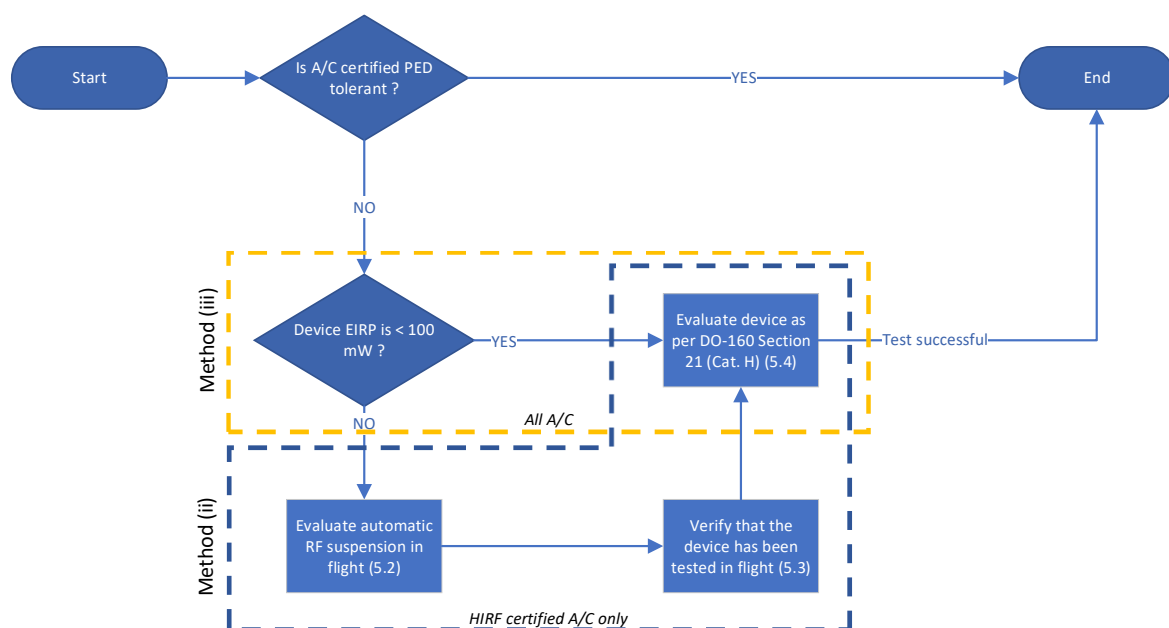 Start
Is A/C certified PED
tolerant ?
YES
End
NO
Method (iii)
Device EIRP is < 100
mW ?
YES
Evaluate device as
per DO-160 Section
21 (Cat. H) (5.4)
Test successful
All A/C
NO
Method (ii)
Evaluate automatic
RF suspension in
flight (5.2)
Verify that the
device has been
tested in flight (5.3)
HIRF certified A/C only